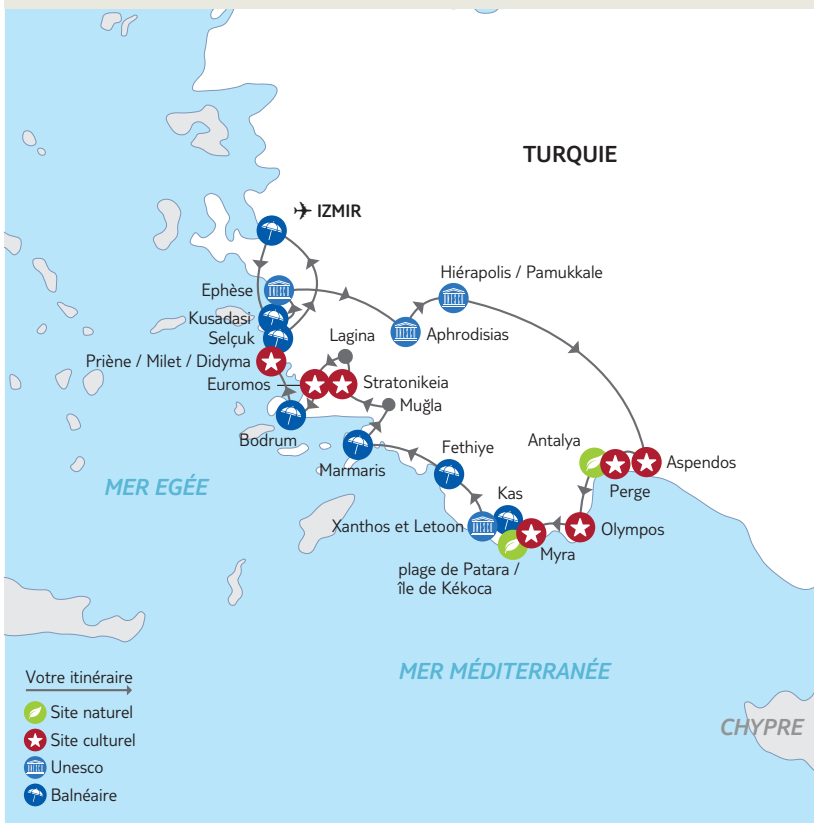 TURQUIE
IZMIR
Hiérapolis / Pamukkale
Ephèse
Kusadasi
Aphrodisias
Selçuk
Lagina
Priène / Milet / Didyma
Euromos
Stratonikeia
Muğla
Bodrum
Marmaris
Fethiye
Antalya
Aspendos
Perge
MER EGÉE
Kas
Xanthos et Letoon
Olympos
Myra
plage de Patara /
île de Kékoca
MER MÉDITERRANÉE
CHYPRE
Votre itinéraire
Site naturel
Site culturel
Unesco
Balnéaire